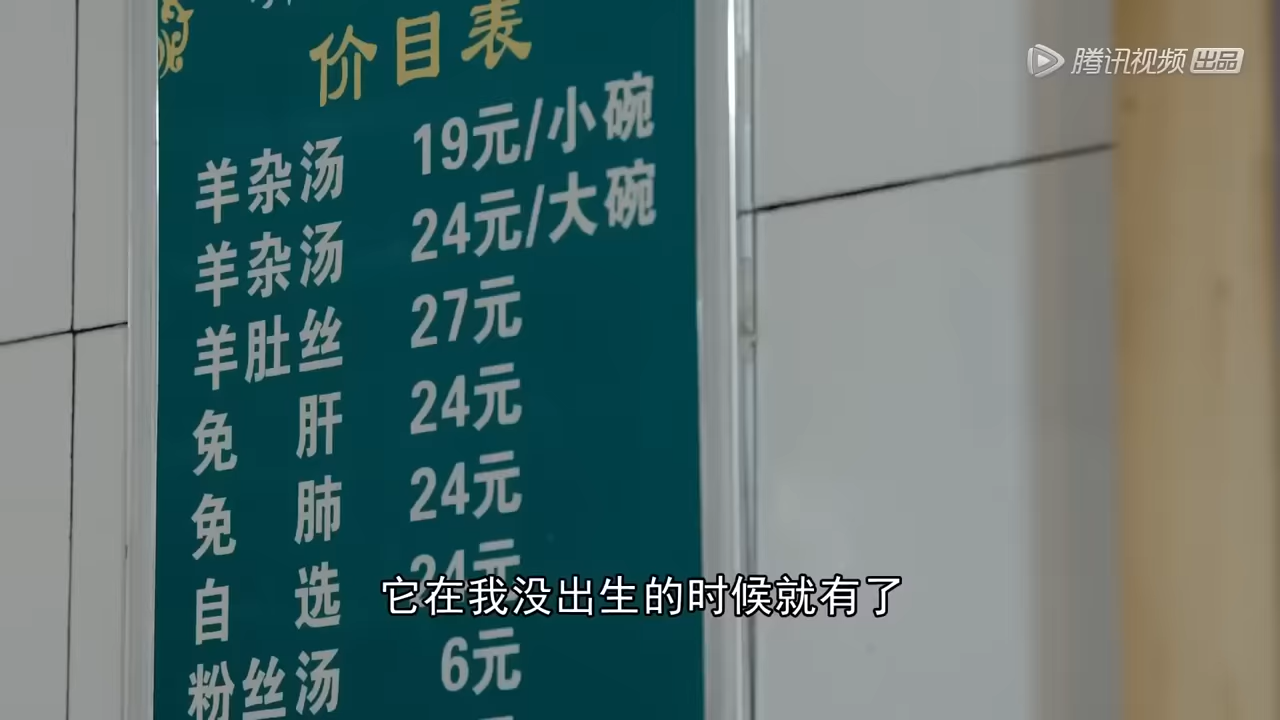 腾讯视频 出品
价目表
羊杂汤 19元/小碗
羊杂汤 24元/大碗
羊肚丝 27元
免肝 24元
免肺 24元
自选 24元
它在我没出生的时候就有了
粉丝汤 6元